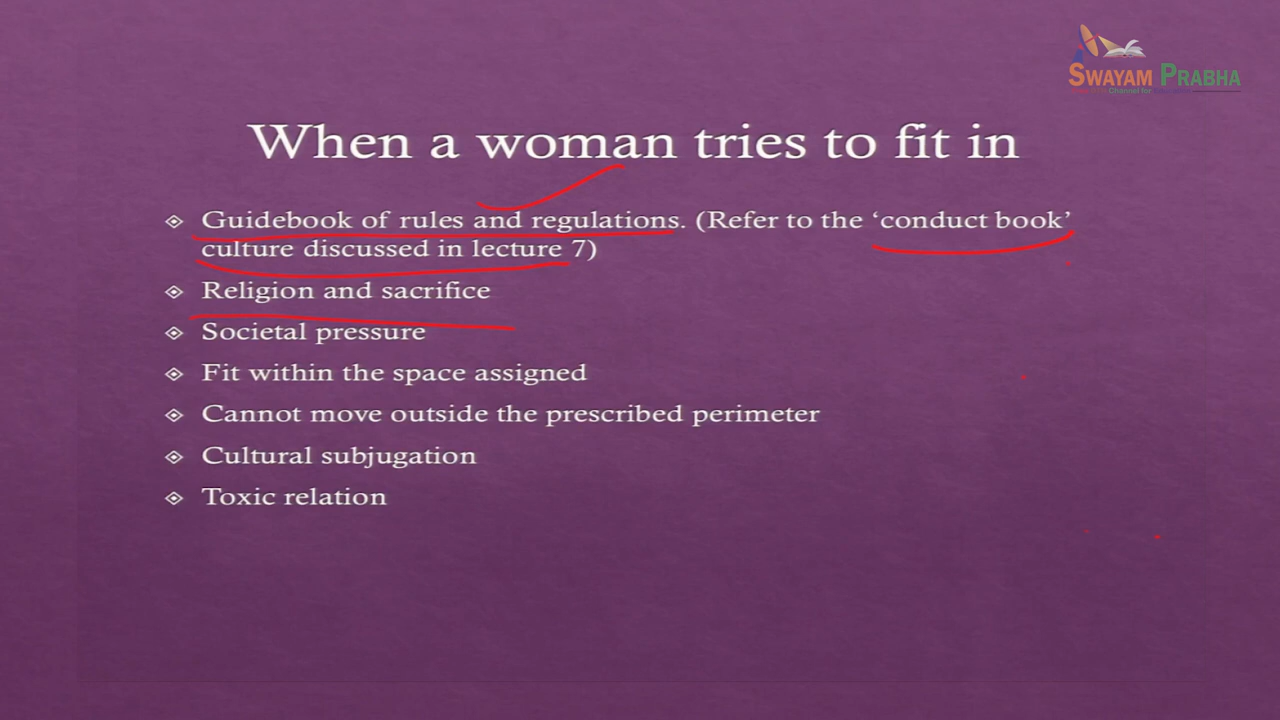 SWAYAM PRABHA
Channel for
When a woman tries to fit in
Guidebook of rules and regulations. (Refer to the ‘conduct book’
culture discussed in lecture 7)
Religion and sacrifice
Societal pressure
Fit within the space assigned
Cannot move outside the prescribed perimeter
Cultural subjugation
Toxic relation